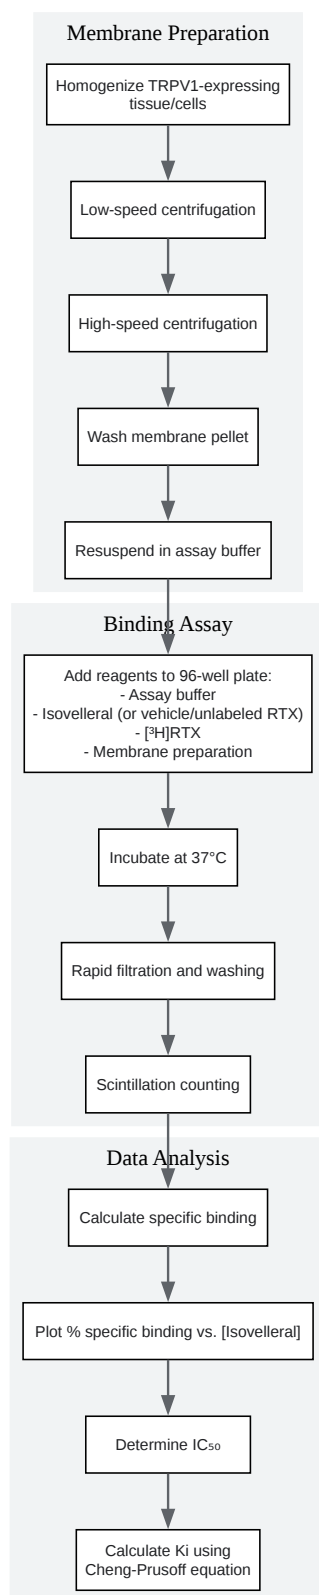 Membrane Preparation
Homogenize TRPV1-expressing
tissue/cells
Low-speed centrifugation
High-speed centrifugation
Wash membrane pellet
Resuspend in assay buffer
Binding Assay
Add reagents to 96-well plate:
- Assay buffer
- Isovelleral (or vehicle/unlabeled RTX)
- [³H]RTX
- Membrane preparation
Incubate at 37°C
Rapid filtration and washing
Scintillation counting
Data Analysis
Calculate specific binding
Plot % specific binding vs. [Isovelleral]
Determine IC₅₀
Calculate Ki using
Cheng-Prusoff equation